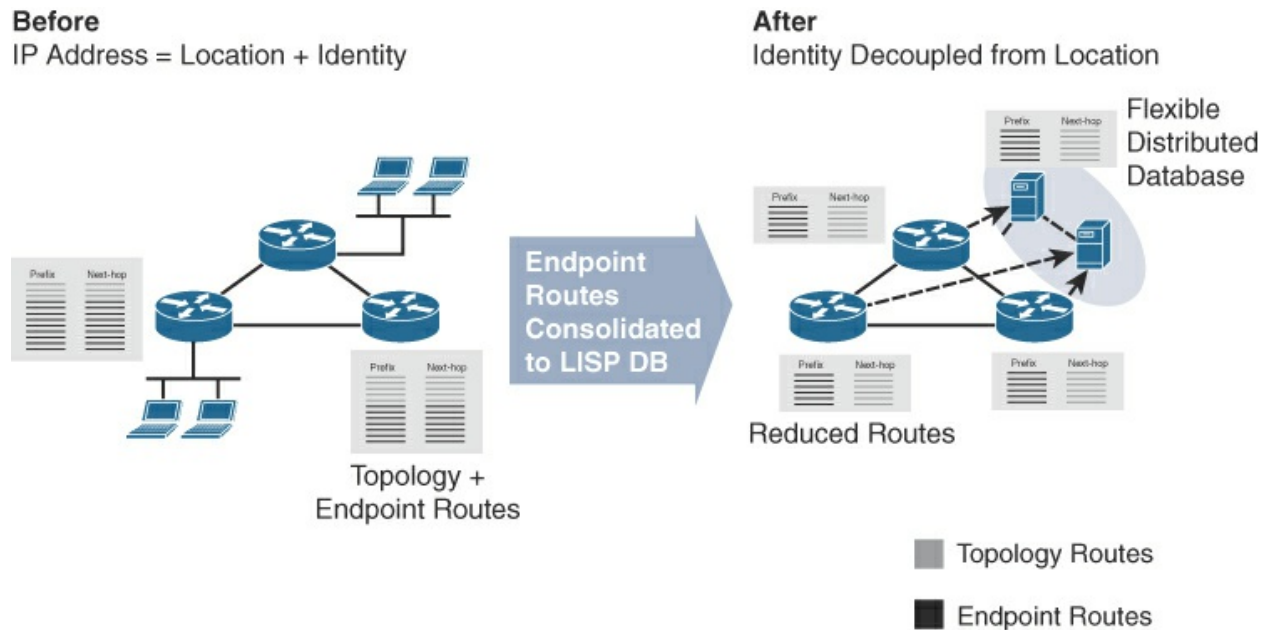 Before
IP Address = Location + Identity
After
Identity Decoupled from Location
Prefix Next-hop
Flexible
Distributed
Database
Prefix Next-hop
Prefix Next-hop
Endpoint
Routes
Consolidated
to LISP DB
Prefix Next-hop
Topology +
Endpoint Routes
Prefix Next-hop
Prefix Next-hop
Reduced Routes
Topology Routes
Endpoint Routes